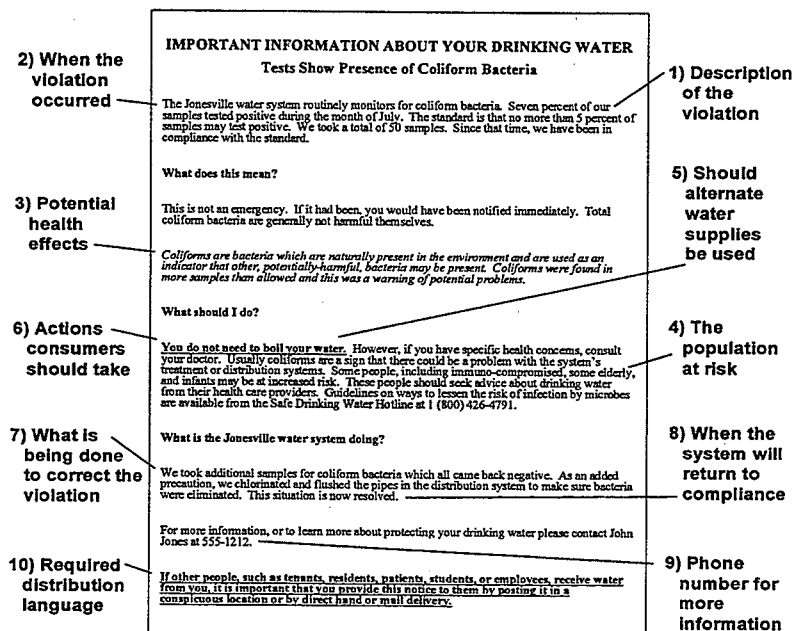 IMPORTANT INFORMATION ABOUT YOUR DRINKING WATER
Tests Show Presence of Coliform Bacteria
2) When the
violation
occurred
1) Description
of the
violation
The Jonesville water system routinely monitors for coliform bacteria. Seven percent of our
samples tested positive during the month of July. The standard is that no more than 5 percent of
samples may test positive. We took a total of 50 samples. Since that time, we have been in
compliance with the standard.
What does this mean?
5) Should
alternate
water
supplies
be used
3) Potential
health
effects
This is not an emergency. If it had been, you would have been notified immediately. Total
coliform bacteria are generally not harmful themselves.
Coliforms are bacteria which are naturally present in the environment and are used as an
indicator that other, potentially-harmful, bacteria may be present. Coliforms were found in
more samples than allowed and this was a warning of potential problems.
What should I do?
6) Actions
consumers
should take
4) The
population
at risk
You do not need to boil your water. However, if you have specific health concerns, consult
your doctor. Usually coliforms are a sign that there could be a problem with the system's
treatment or distribution systems. Some people, including immuno-compromised, some elderly,
and infants may be at increased risk. These people should seek advice about drinking water
from their health care providers. Guidelines on ways to lessen the risk of infection by microbes
are available from the Safe Drinking Water Hotline at 1 (800) 426-4791.
What is the Jonesville water system doing?
7) What is
being done
to correct the
violation
8) When the
system will
return to
compliance
We took additional samples for coliform bacteria which all came back negative. As an added
precaution, we chlorinated and flushed the pipes in the distribution system to make sure bacteria
were eliminated. This situation is now resolved.
For more information, or to learn more about protecting your drinking water please contact John
Jones at 555-1212.
10) Required
distribution
language
9) Phone
number for
more
information
If other people, such as tenants, residents, patients, students, or employees, receive water
from you, it is important that you provide this notice to them by posting it in a
conspicuous location or by direct hand or mail delivery.